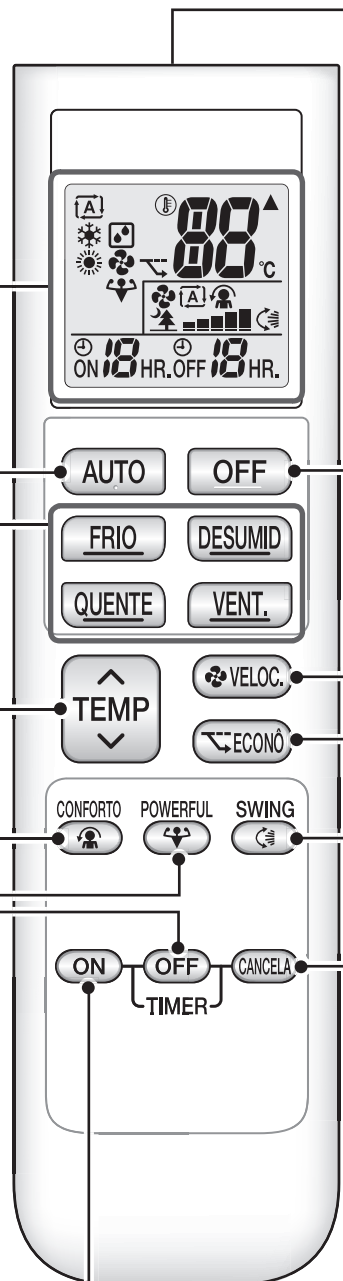 A
88 °C
A
ON 18 HR. OFF 18 HR.
AUTO OFF
FRIO DESUMID
QUENTE VENT.
TEMP
VELOC.
ECONÔ
CONFORTO POWERFUL SWING
ON OFF CANCELA
TIMER